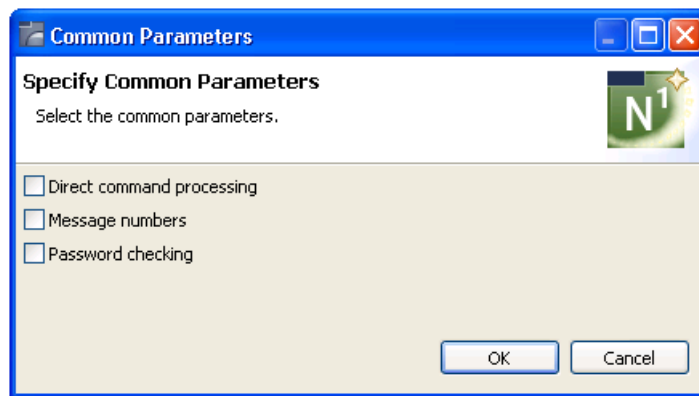 Common Parameters
Specify Common Parameters
Select the common parameters.
N1
Direct command processing
Message numbers
Password checking
OK Cancel